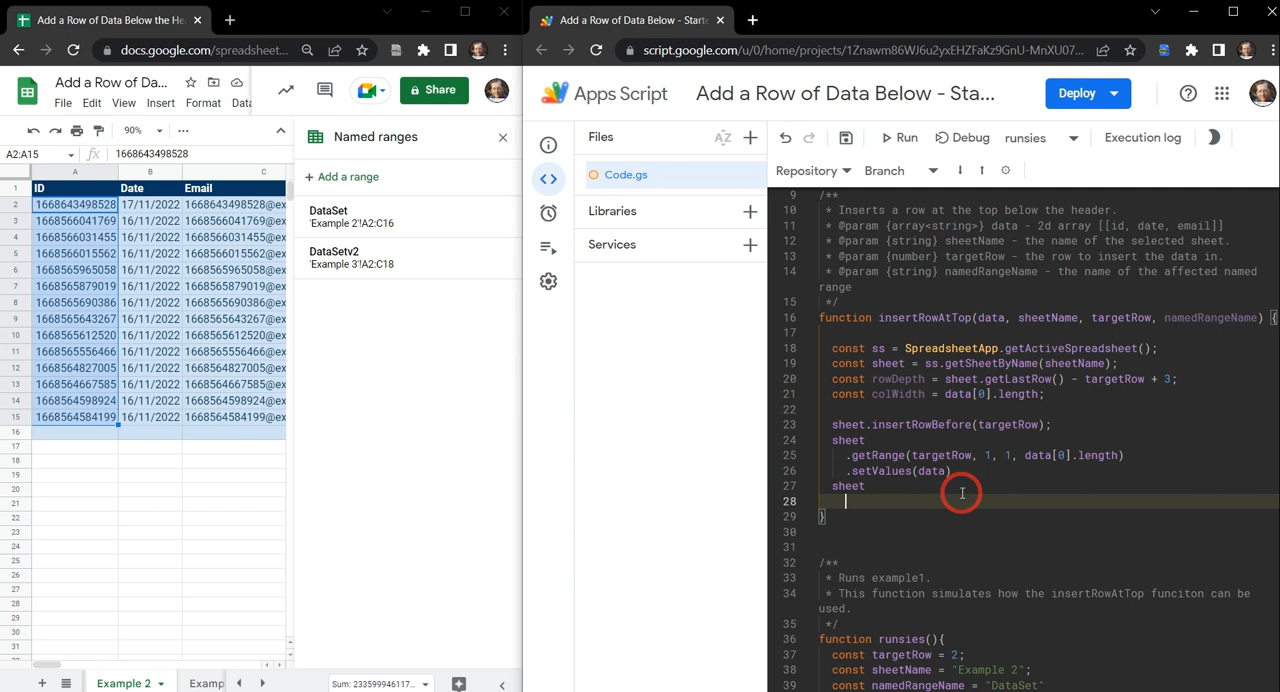 Add a Row of Data Below the He
docs.google.com/spreadsheet...
Add a Row of Da...
File Edit View Insert Format Data
Share
90%
A2:A15
fx 1668643498528
A B C
1 ID Date Email
2 1668643498528 17/11/2022 1668643498528@ex
3 1668566041769 16/11/2022 1668566041769@ex
4 1668566031455 16/11/2022 1668566031455@ex
5 1668566015562 16/11/2022 1668566015562@ex
6 1668565965058 16/11/2022 1668565965058@ex
7 1668565879019 16/11/2022 1668565879019@ex
8 1668565690386 16/11/2022 1668565690386@ex
9 1668565643267 16/11/2022 1668565643267@ex
10 1668565612520 16/11/2022 1668565612520@ex
11 1668565556466 16/11/2022 1668565556466@ex
12 1668564827005 16/11/2022 1668564827005@ex
13 1668564667585 16/11/2022 1668564667585@ex
14 1668564598924 16/11/2022 1668564598924@ex
15 1668564584199 16/11/2022 1668564584199@ex
16
17
18
19
20
21
22
23
24
25
26
27
28
29
30
31
Named ranges
+ Add a range
DataSet
'Example 2'!A2:C16
DataSetv2
'Example 3'!A2:C18
Example 2
Examp
Sum: 233599946117...
Add a Row of Data Below - Starte
script.google.com/u/0/home/projects/1Znawm86WJ6u2yxEHZFaKz9GnU-MnXU07...
Apps Script
Add a Row of Data Below - Sta...
Deploy
Files
AZ
Code.gs
Libraries
Services
Run
Debug
runsies
Execution log
Repository
Branch
9 /**
10 * Inserts a row at the top below the header.
11 * @param {array<string>} data - 2d array [[id, date, email]]
12 * @param {string} sheetName - the name of the selected sheet.
13 * @param {number} targetRow - the row to insert the data in.
14 * @param {string} namedRangeName - the name of the affected named
range
15 */
16 function insertRowAtTop(data, sheetName, targetRow, namedRangeName) {
17
18 const ss = SpreadsheetApp.getActiveSpreadsheet();
19 const sheet = ss.getSheetByName(sheetName);
20 const rowDepth = sheet.getLastRow() - targetRow + 3;
21 const colWidth = data[0].length;
22
23 sheet.insertRowBefore(targetRow);
24 sheet
25 .getRange(targetRow, 1, 1, data[0].length)
26 .setValues(data)
27 sheet
28
29 }
30
31
32 /**
33 * Runs example1.
34 * This function simulates how the insertRowAtTop funciton can be
used.
35 */
36 function runsies(){
37 const targetRow = 2;
38 const sheetName = "Example 2";
39 const namedRangeName = "DataSet"